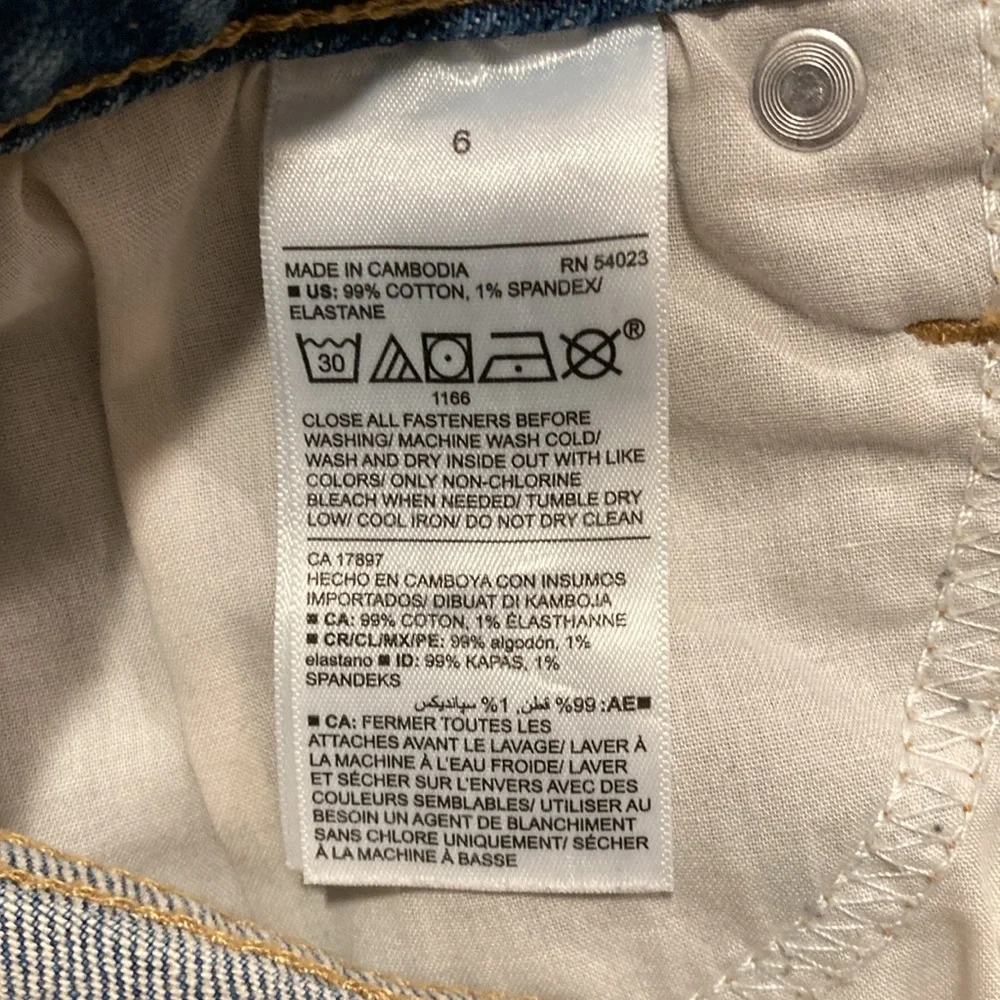 6
MADE IN CAMBODIA RN 54023
■ US: 99% COTTON, 1% SPANDEX/
ELASTANE
30 ®
1166
CLOSE ALL FASTENERS BEFORE
WASHING/ MACHINE WASH COLD/
WASH AND DRY INSIDE OUT WITH LIKE
COLORS/ ONLY NON-CHLORINE
BLEACH WHEN NEEDED/ TUMBLE DRY
LOW/ COOL IRON/ DO NOT DRY CLEAN
CA 17897
HECHO EN CAMBOYA CON INSUMOS
IMPORTADOS/ DIBUAT DI KAMBOJA
■ CA: 99% COTON, 1% ÉLASTHANNE
■ CR/CL/MX/PE: 99% algodón, 1%
elastano ■ ID: 99% KAPAS, 1%
SPANDEKS
■AE: 99% قطن, 1% سپاندیکس
■ CA: FERMER TOUTES LES
ATTACHES AVANT LE LAVAGE/ LAVER À
LA MACHINE À L'EAU FROIDE/ LAVER
ET SÉCHER SUR L'ENVERS AVEC DES
COULEURS SEMBLABLES/ UTILISER AU
BESOIN UN AGENT DE BLANCHIMENT
SANS CHLORE UNIQUEMENT/ SÉCHER
À LA MACHINE À BASSE